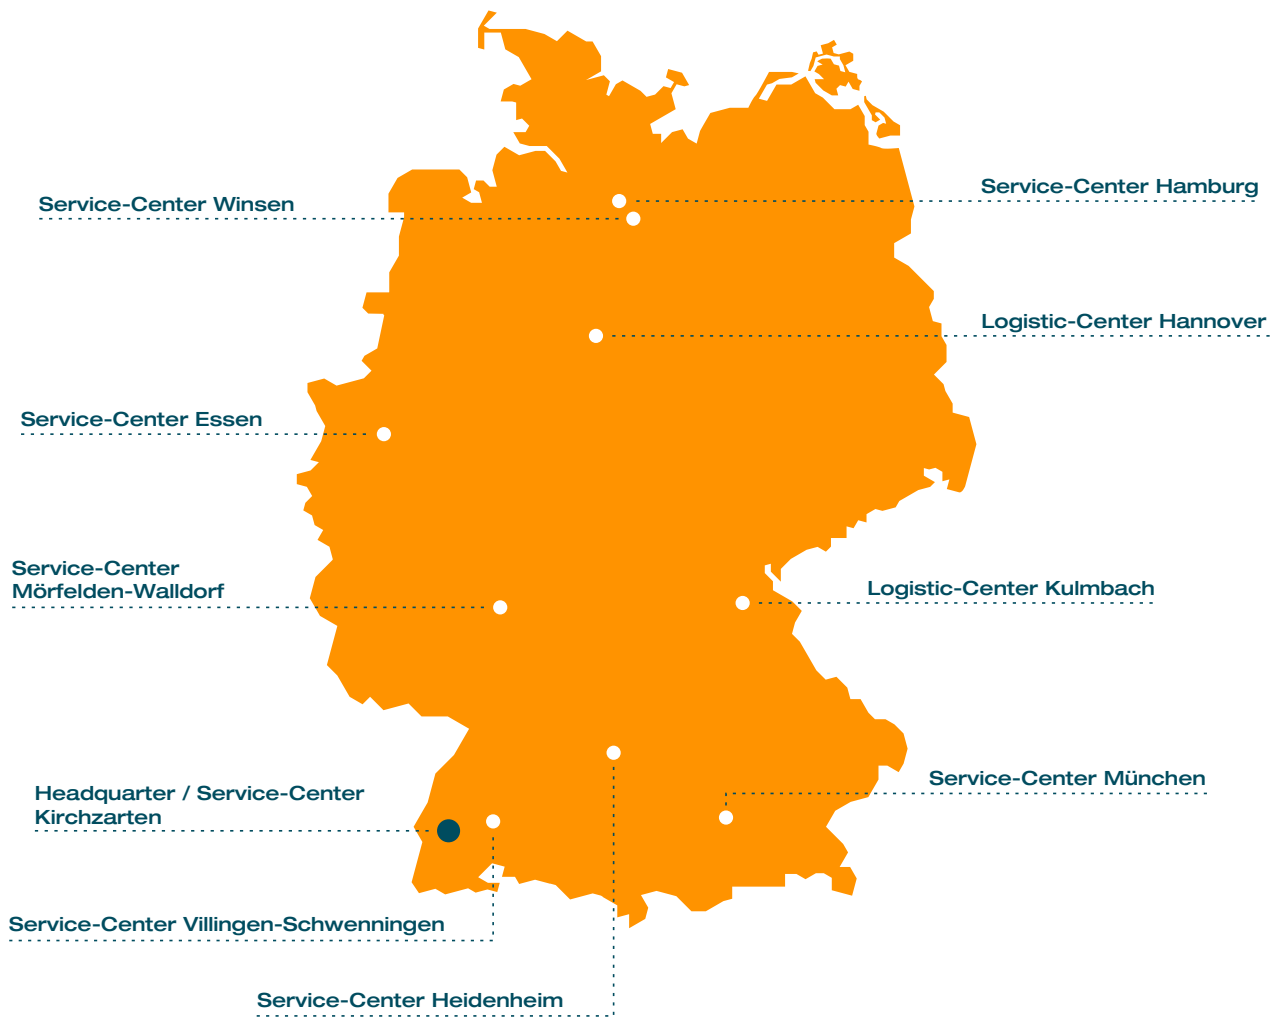 Service-Center Hamburg
Service-Center Winsen
Logistic-Center Hannover
Service-Center Essen
Service-Center
Mörfelden-Walldorf
Logistic-Center Kulmbach
Service-Center München
Headquarter / Service-Center
Kirchzarten
Service-Center Villingen-Schwenningen
Service-Center Heidenheim